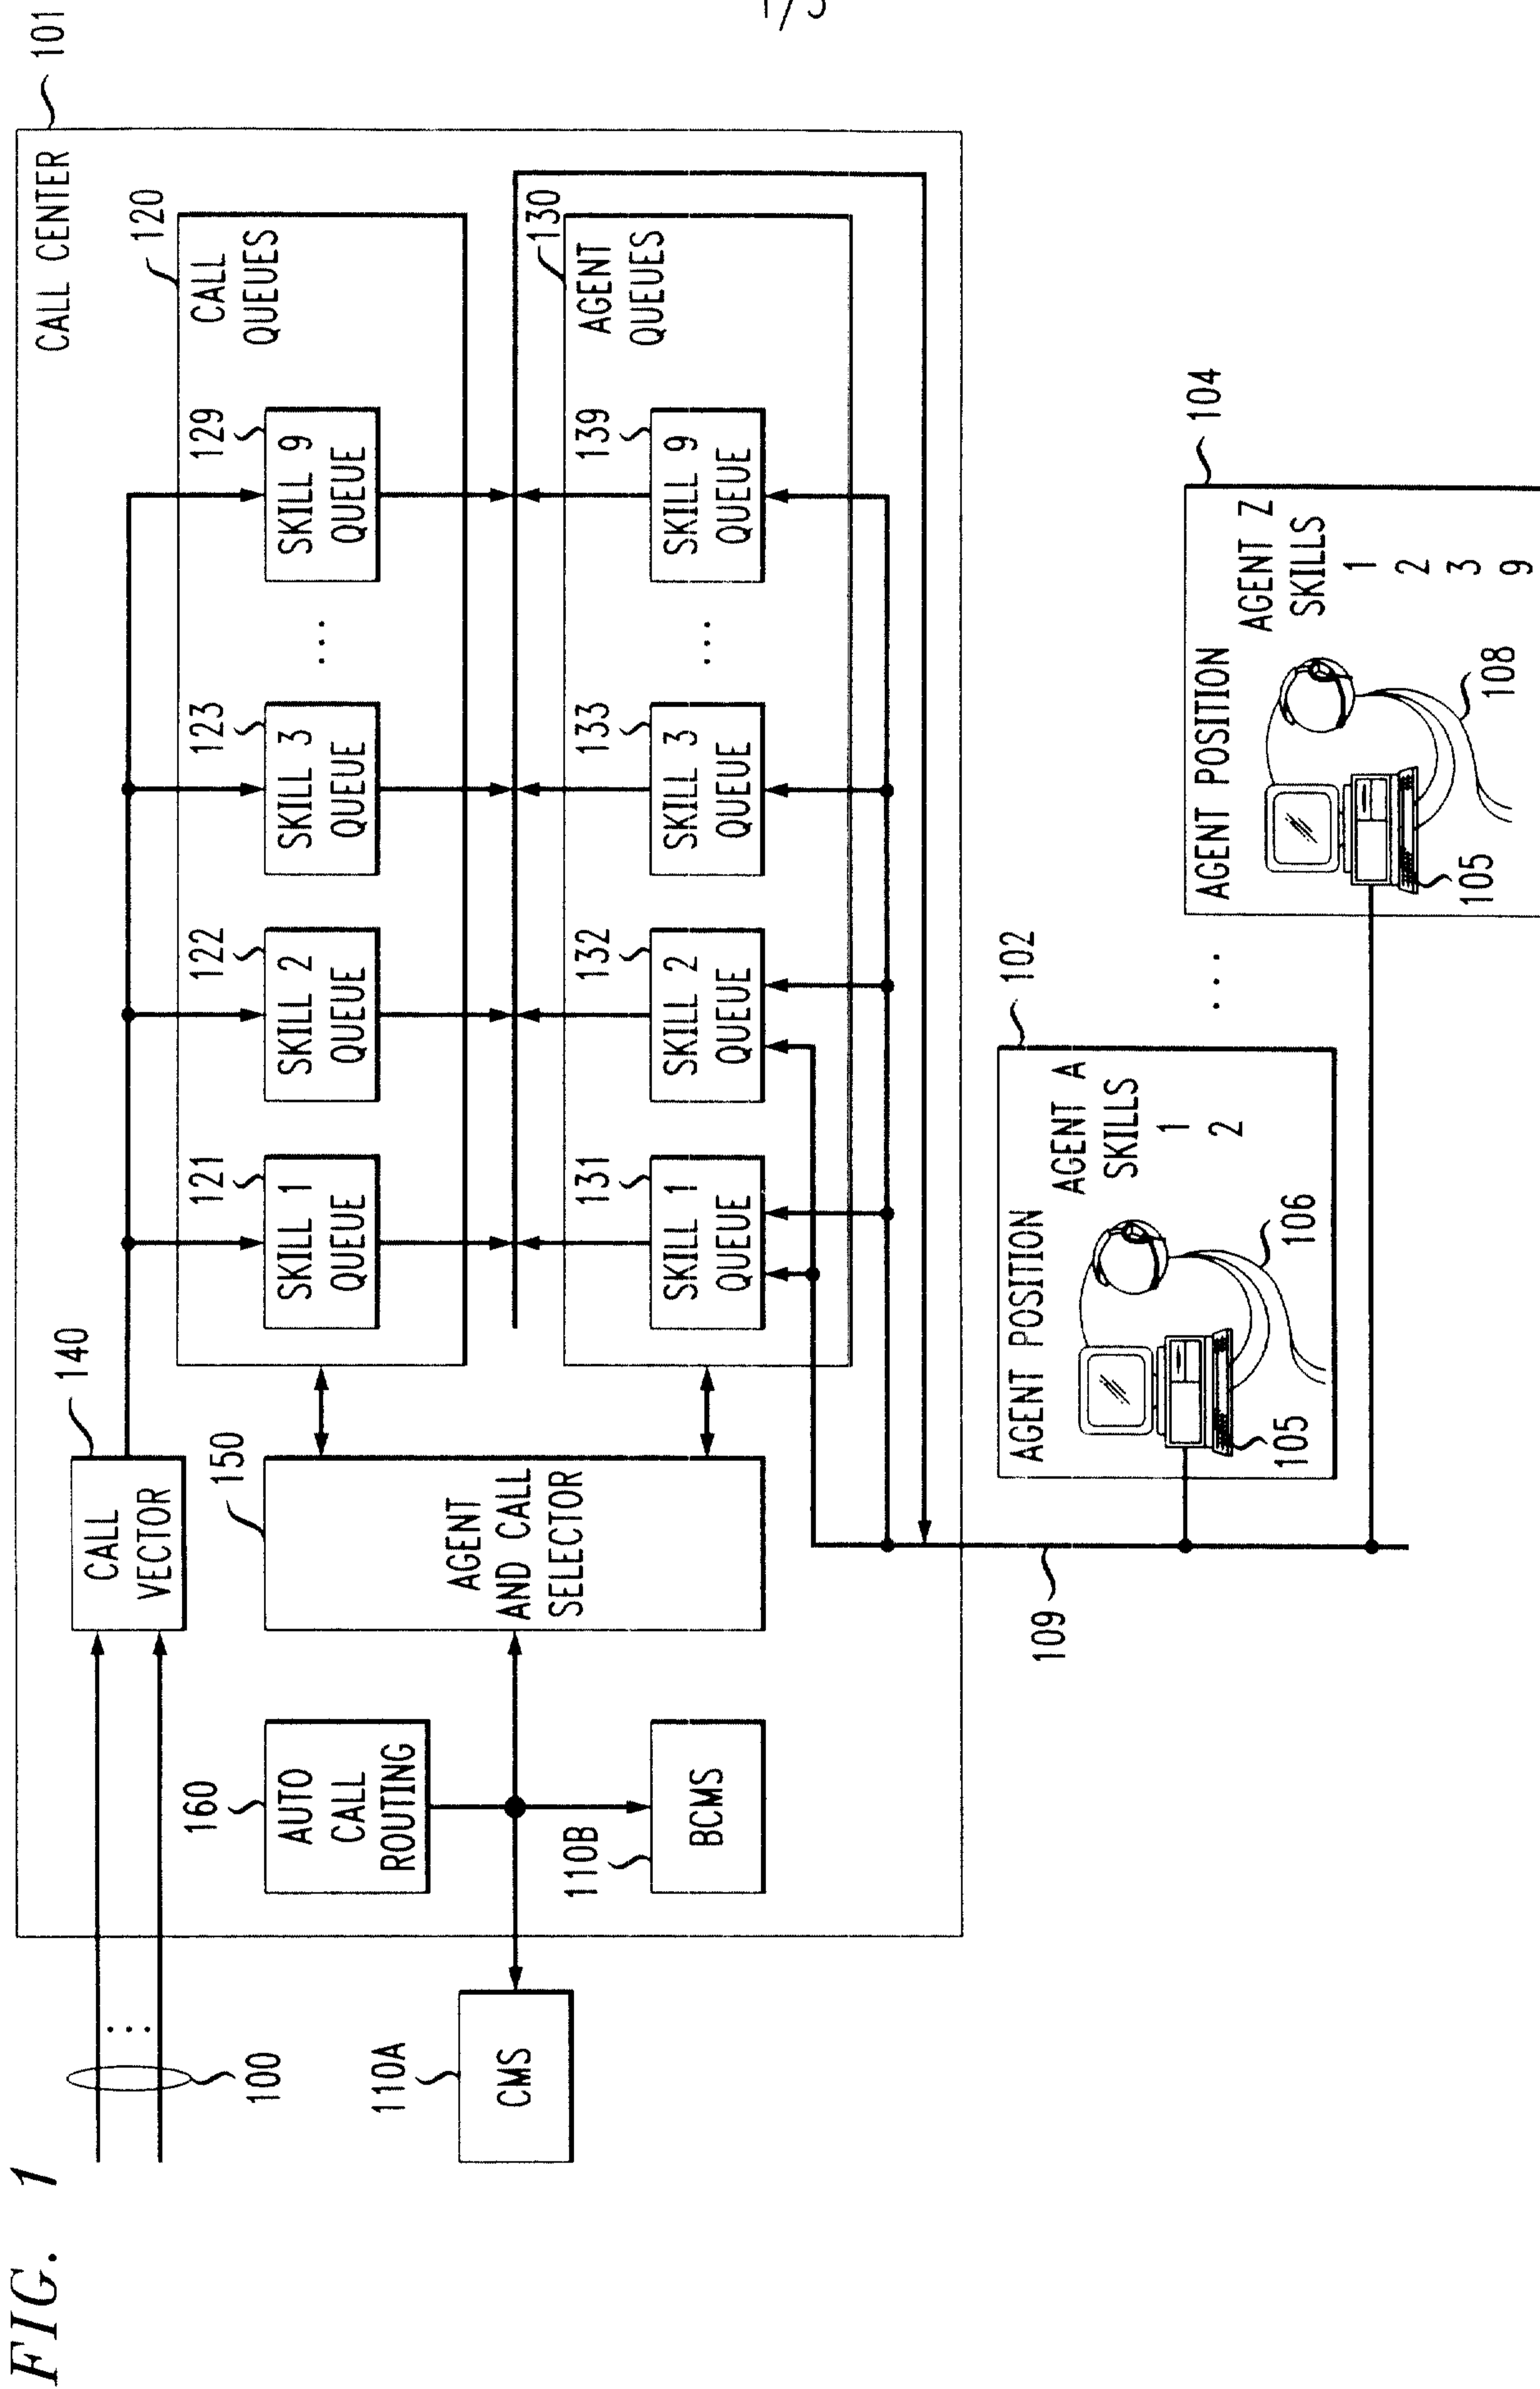 1/5
FIG. 1
CALL CENTER
101
100
CALL
VECTOR
140
CALL
QUEUES
120
SKILL 1
QUEUE
121
SKILL 2
QUEUE
122
SKILL 3
QUEUE
123
...
SKILL 9
QUEUE
129
AUTO
CALL
ROUTING
160
AGENT
AND CALL
SELECTOR
150
CMS
110A
BCMS
110B
AGENT
QUEUES
130
SKILL 1
QUEUE
131
SKILL 2
QUEUE
132
SKILL 3
QUEUE
133
...
SKILL 9
QUEUE
139
109
AGENT POSITION
102
AGENT A
SKILLS
1
2
105
106
...
AGENT POSITION
104
AGENT Z
SKILLS
1
2
3
9
105
108